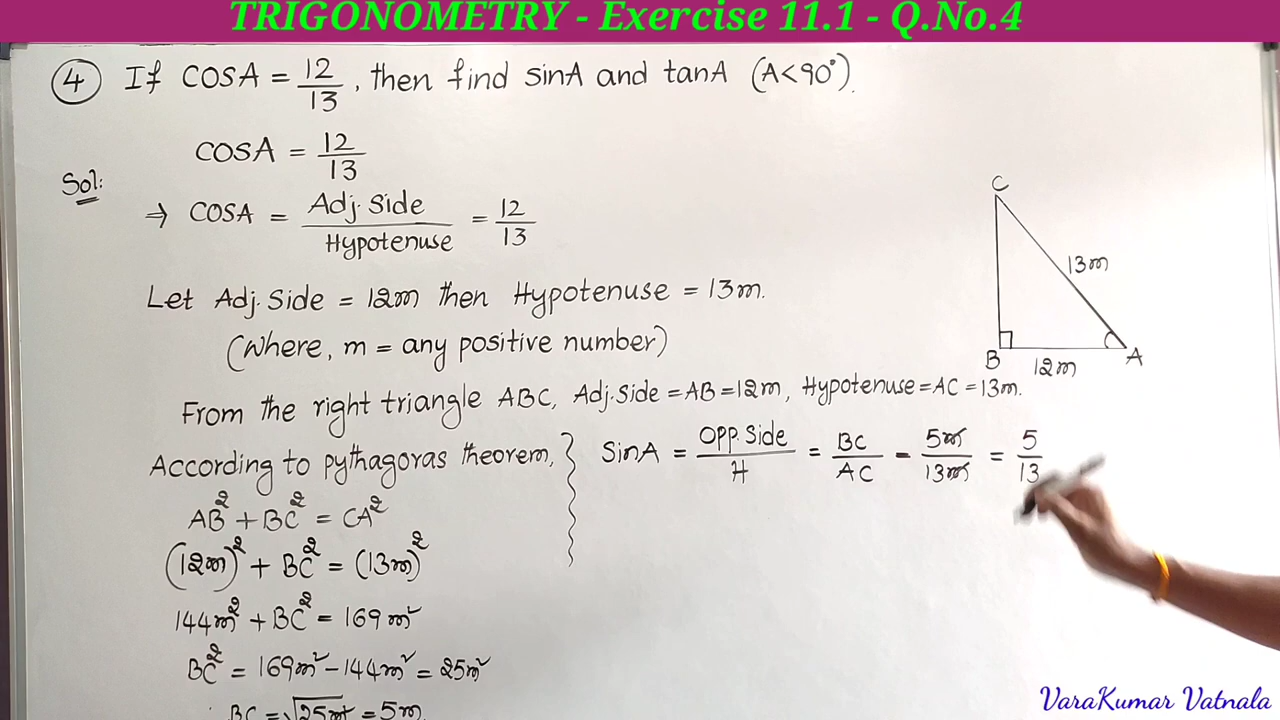 TRIGONOMETRY - Exercise 11.1 - Q.No.4
4 If COSA = 12/13, then find sinA and tanA (A<90°).
COSA = 12/13
Sol:
⇒ COSA = Adj. Side/Hypotenuse = 12/13
Let Adj. Side = 12m then Hypotenuse = 13m.
(Where, m = any positive number)
C
13m
B
12m
A
From the right triangle ABC, Adj. Side = AB = 12m, Hypotenuse = AC = 13m.
According to pythagoras theorem,
AB² + BC² = CA²
(12m)² + BC² = (13m)²
144m² + BC² = 169m²
BC² = 169m² - 144m² = 25m²
BC = √25m² = 5m
SinA = Opp. Side/H = BC/AC - 5m/13m = 5/13
VaraKumar Vatnala